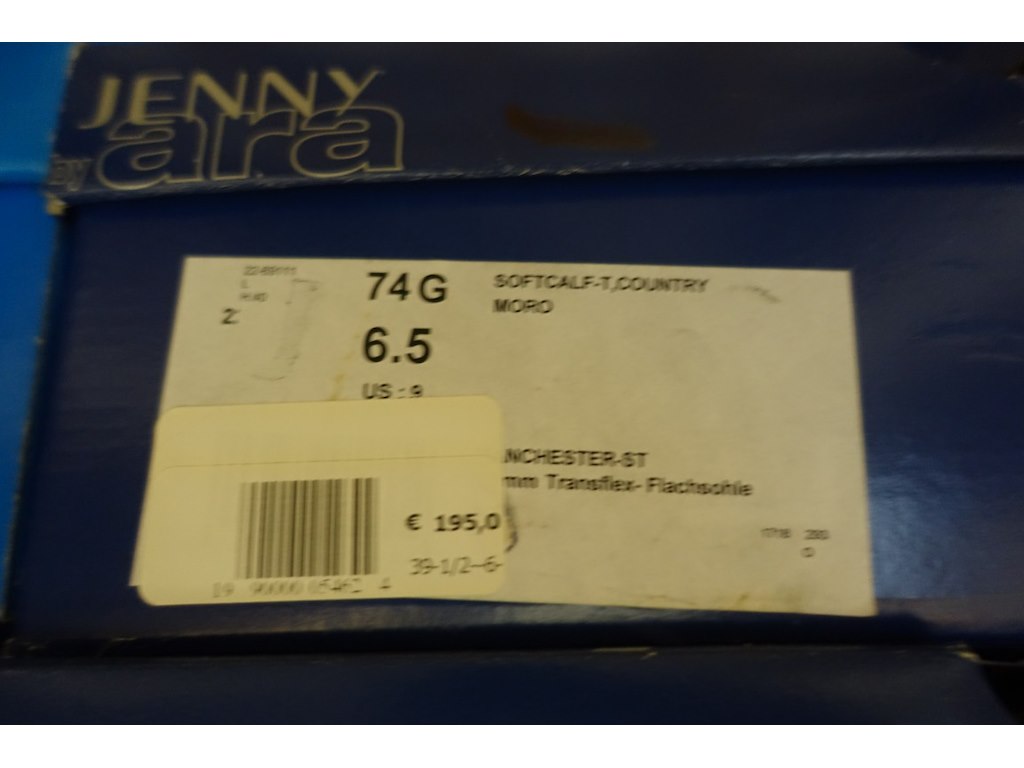 JENNY
by ara
74 G
6.5
US : 9
SOFTCALF-T,COUNTRY
MORO
NCHESTER-ST
mm Transflex- Flachsohle
€ 195,0
39-1/2--6-